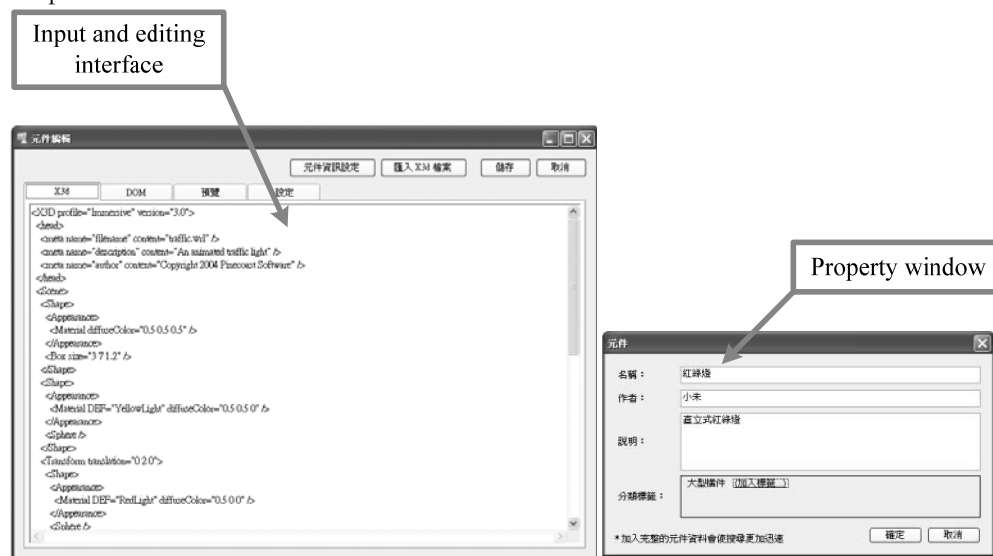 Input and editing
interface
元件編輯
元件資訊設定 匯入 X3d 檔案 儲存 取消
X3d DOM 預覽 設定
<X3D profile="Immersive" version="3.0">
<head>
<meta name="filename" content="traffic.wrl" />
<meta name="description" content="An animated traffic light" />
<meta name="author" content="Copyright 2004 Pinecoast Software" />
</head>
<Scene>
<Shape>
<Appearance>
<Material diffuseColor="0.5 0.5 0.5" />
</Appearance>
<Box size="3 7 1.2" />
</Shape>
<Shape>
<Appearance>
<Material DEF="YellowLight" diffuseColor="0.5 0.5 0" />
</Appearance>
<Sphere />
</Shape>
<Transform translation="0 2 0">
<Shape>
<Appearance>
<Material DEF="RedLight" diffuseColor="0.5 0 0" />
</Appearance>
<Sphere />
Property window
元件
名稱： 紅綠燈
作者： 小朱
說明： 直立式紅綠燈
分類標籤： 大型構件 (加入標籤...)
*加入完整的元件資料會使搜尋更加迅速
確定 取消